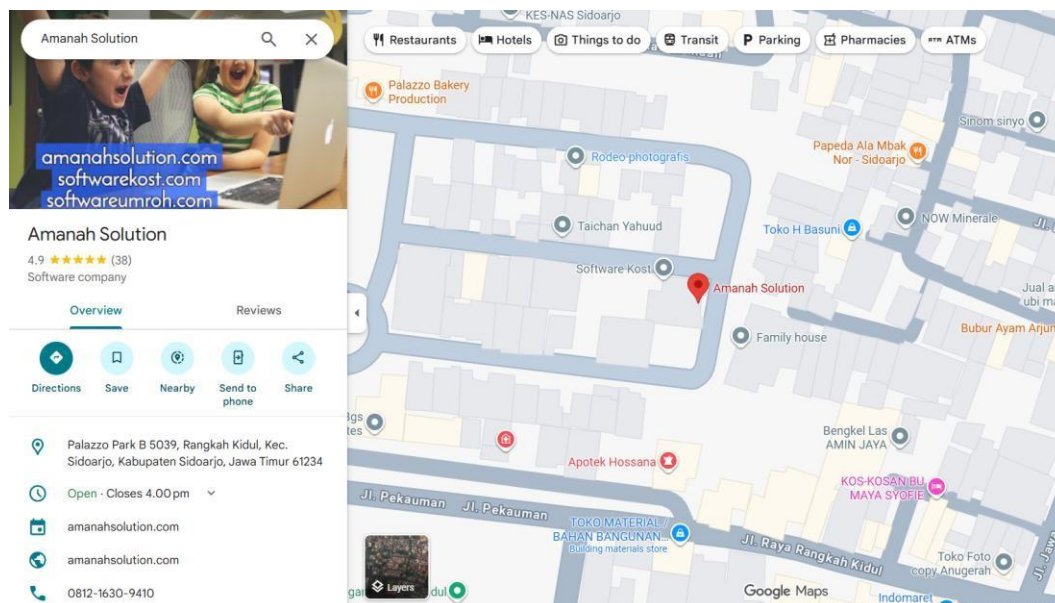 Amanah Solution
amanahsolution.com
softwarekost.com
softwareumroh.com
Amanah Solution
4.9 ★★★★★ (38)
Software company
Overview
Reviews
Directions
Save
Nearby
Send to
phone
Share
Palazzo Park B 5039, Rangkah Kidul, Kec.
Sidoarjo, Kabupaten Sidoarjo, Jawa Timur 61234
Open · Closes 4.00 pm
amanahsolution.com
amanahsolution.com
0812-1630-9410
KES-NAS Sidoarjo
Restaurants
Hotels
Things to do
Transit
P Parking
Pharmacies
ATM ATMs
Palazzo Bakery
Production
Rodeo photografis
Sinom sinyo
Papeda Ala Mbak
Nor - Sidoarjo
Taichan Yahuud
Toko H Basuni
NOW Minerale
Software Kost
Amanah Solution
Jual a
ubi ma
Family house
Bubur Ayam Arjun
Bengkel Las
AMIN JAYA
Apotek Hossana
KOS-KOSAN BU
MAYA SYOFIE
Jl. Pekauman
Jl. Pekauman
TOKO MATERIAL /
BAHAN BANGUNAN...
Building materials store
Jl. Raya Rangkah Kidul
Toko Foto
copy Anugerah
Layers
Google Maps
Indomaret